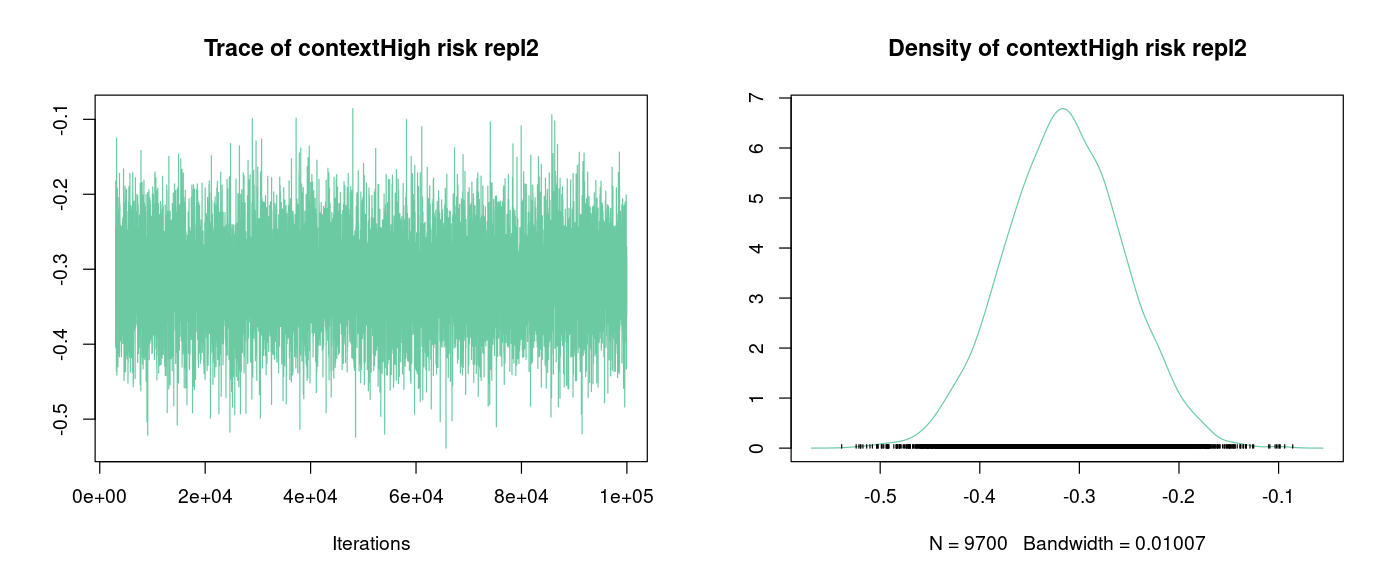 Trace of contextHigh risk repl2
-0.1
-0.2
-0.3
-0.4
-0.5
0e+00 2e+04 4e+04 6e+04 8e+04 1e+05
Iterations
Density of contextHigh risk repl2
7
6
5
4
3
2
1
0
-0.5 -0.4 -0.3 -0.2 -0.1
N = 9700 Bandwidth = 0.01007